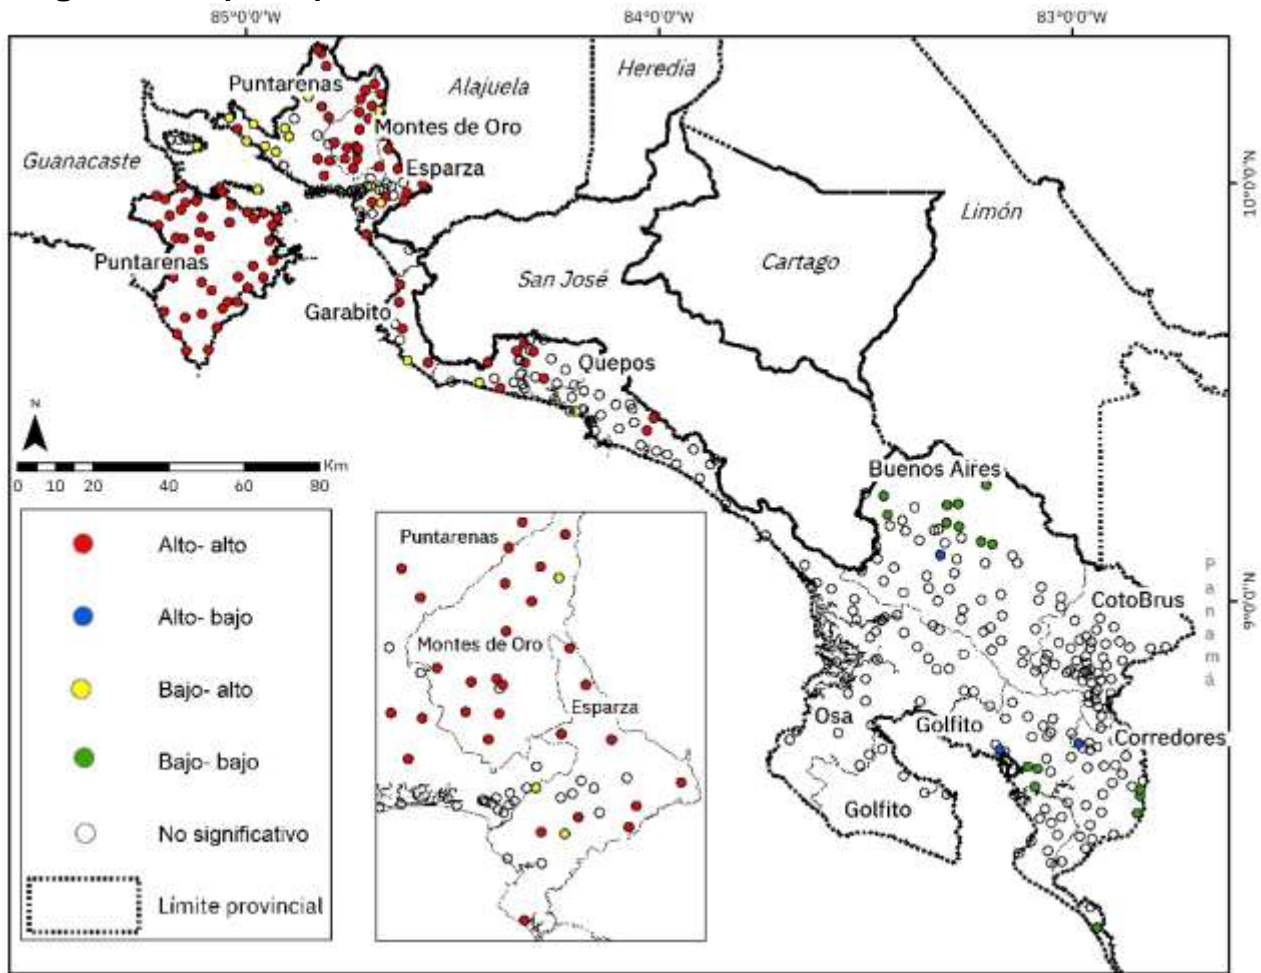 85°0'0"W
84°0'0"W
83°0'0"W
Puntarenas
Alajuela
Heredia
Montes de Oro
Guanacaste
Esparza
10°0'0"N
Limón
Puntarenas
San José
Cartago
Garabito
Quepos
N
Km
0 10 20 40 60 80
Buenos Aires
Panamá
CotoBrus
9°0'0"N
Osa
Golfito
Corredores
Golfito
Alto- alto
Alto- bajo
Bajo- alto
Bajo- bajo
No significativo
Límite provincial
Puntarenas
Montes de Oro
Esparza